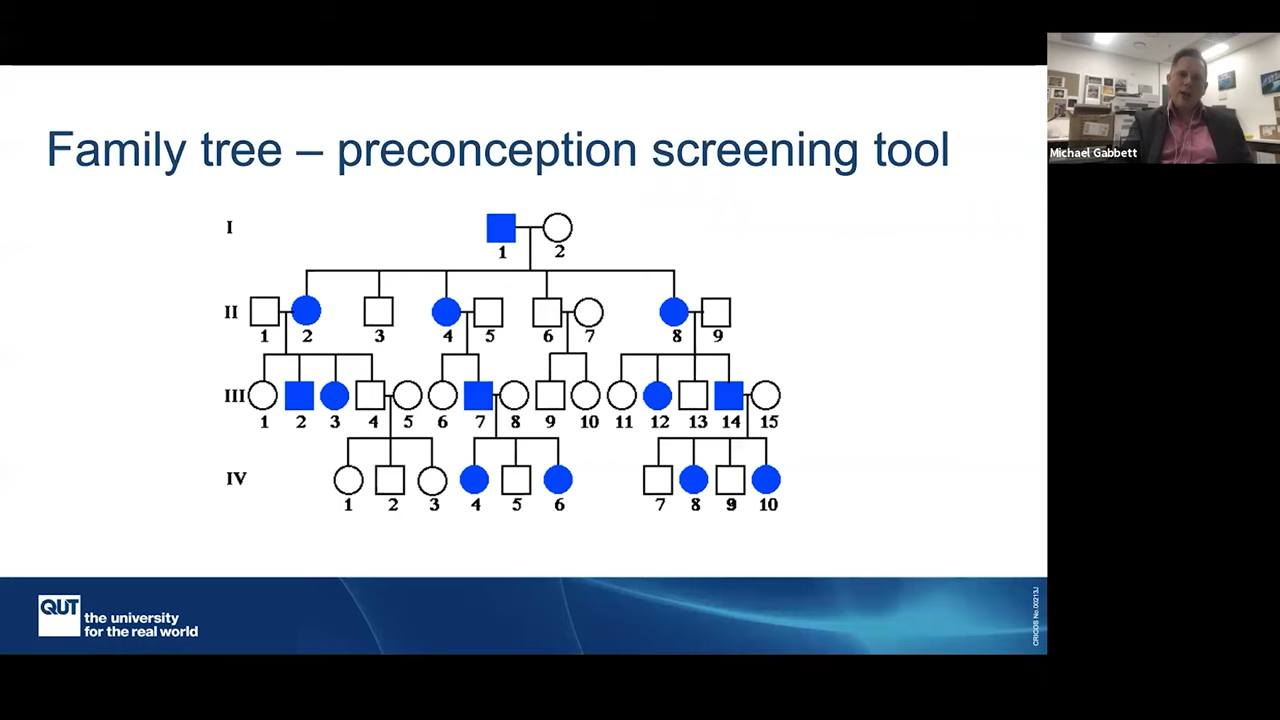 Michael Gabbett
Family tree – preconception screening tool
I
1 2
II
1 2 3 4 5 6 7 8 9
III
1 2 3 4 5 6 7 8 9 10 11 12 13 14 15
IV
1 2 3 4 5 6 7 8 9 10
QUT
the university
for the real world
CRICOS No.00213J